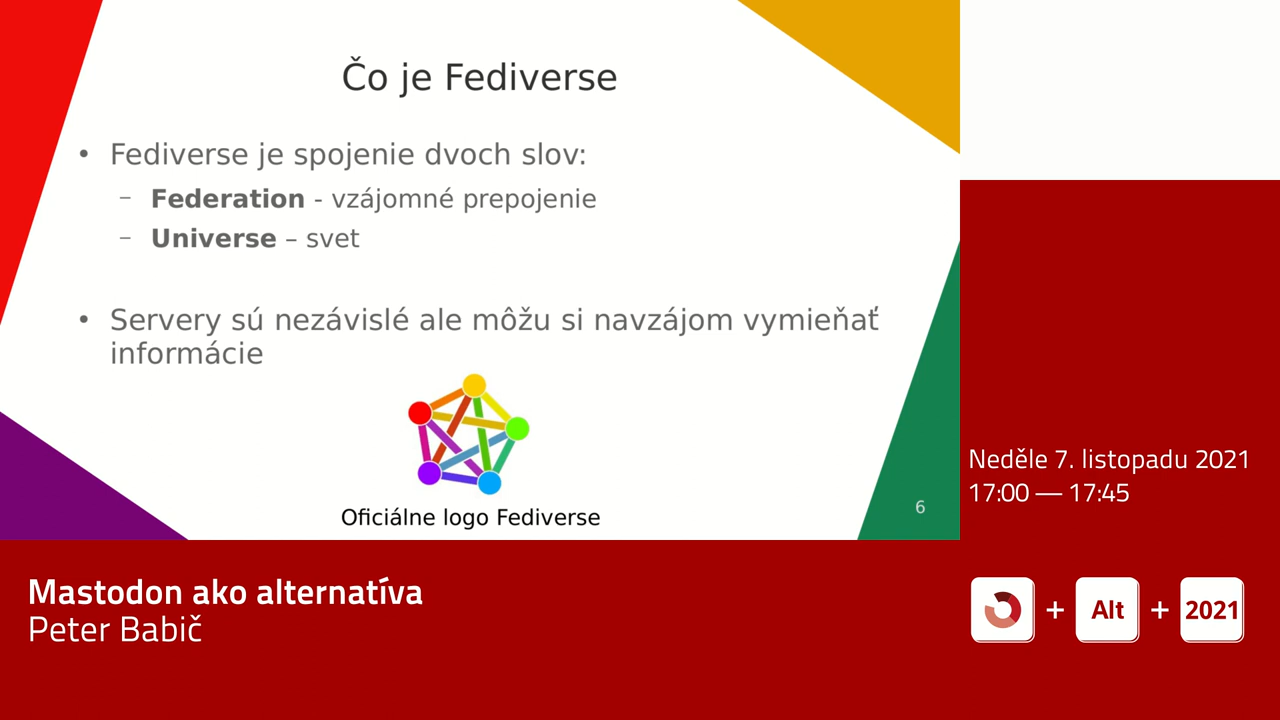 Čo je Fediverse
• Fediverse je spojenie dvoch slov:
– Federation - vzájomné prepojenie
– Universe – svet
• Servery sú nezávislé ale môžu si navzájom vymieňať
informácie
Oficiálne logo Fediverse
6
Neděle 7. listopadu 2021
17:00 — 17:45
Mastodon ako alternatíva
Peter Babič
+ Alt + 2021